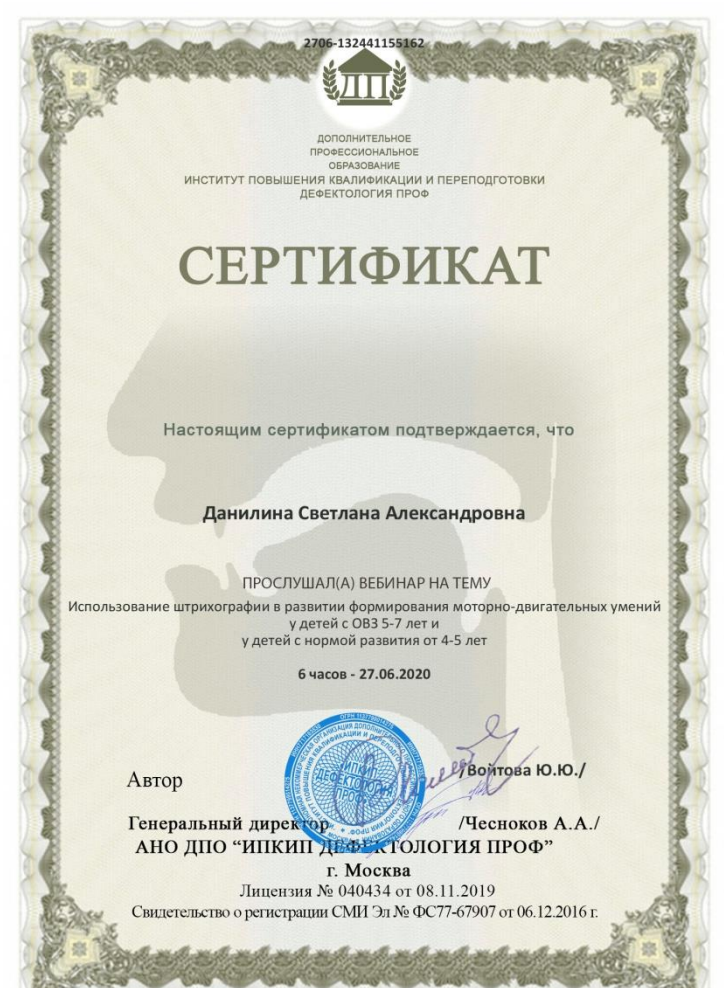 2706-132441155162
ДП
ДОПОЛНИТЕЛЬНОЕ
ПРОФЕССИОНАЛЬНОЕ
ОБРАЗОВАНИЕ
ИНСТИТУТ ПОВЫШЕНИЯ КВАЛИФИКАЦИИ И ПЕРЕПОДГОТОВКИ
ДЕФЕКТОЛОГИЯ ПРОФ
СЕРТИФИКАТ
Настоящим сертификатом подтверждается, что
Данилина Светлана Александровна
ПРОСЛУШАЛ(А) ВЕБИНАР НА ТЕМУ
Использование штрихографии в развитии формирования моторно-двигательных умений
у детей с ОВЗ 5-7 лет и
у детей с нормой развития от 4-5 лет
6 часов - 27.06.2020
ИПКИП
ДЕФЕКТОЛОГИЯ
ПРОФ
Автор /Войтова Ю.Ю./
Генеральный директор /Чесноков А.А./
АНО ДПО “ИПКИП ДЕФЕКТОЛОГИЯ ПРОФ”
г. Москва
Лицензия № 040434 от 08.11.2019
Свидетельство о регистрации СМИ Эл № ФС77-67907 от 06.12.2016 г.